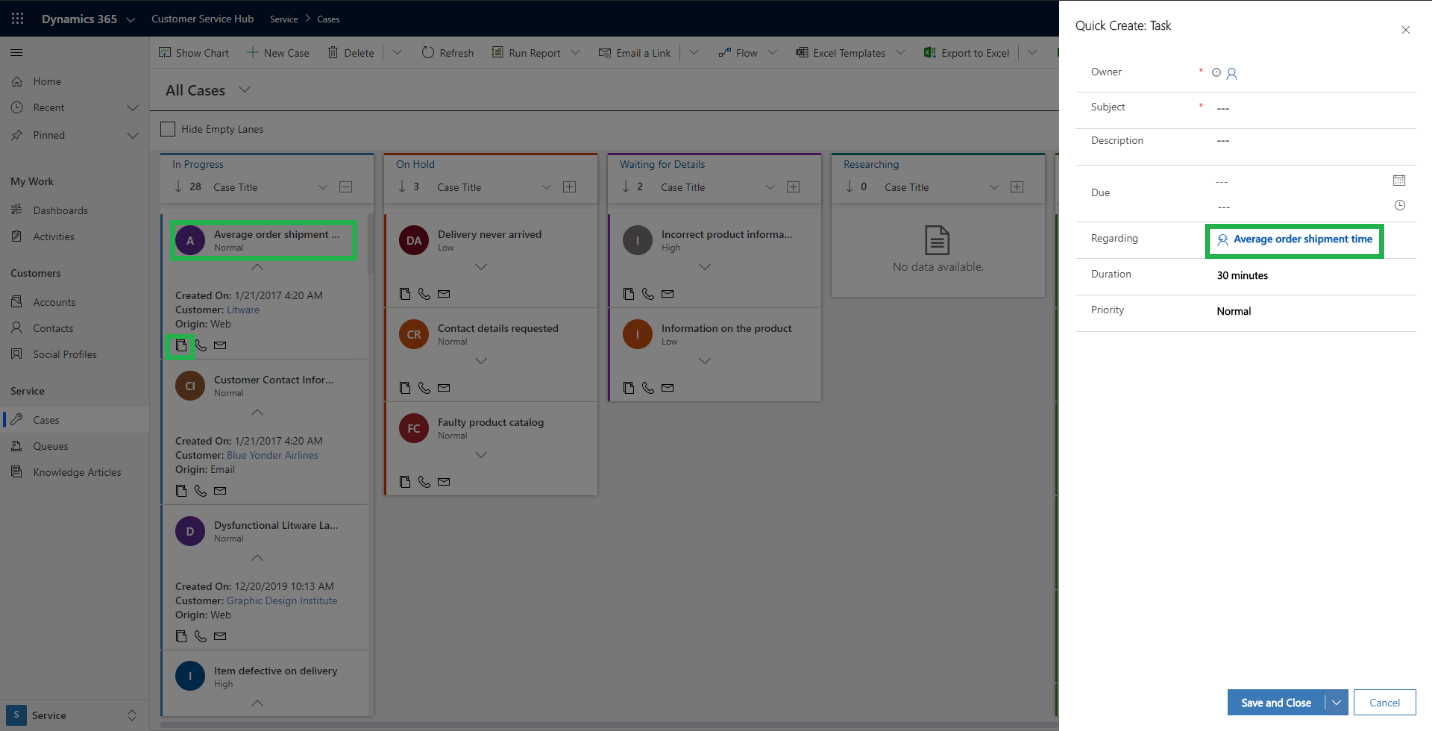 Dynamics 365 Customer Service Hub Service Cases
Show Chart New Case Delete Refresh Run Report Email a Link Flow Excel Templates Export to Excel
Home
Recent
Pinned
My Work
Dashboards
Activities
Customers
Accounts
Contacts
Social Profiles
Service
Cases
Queues
Knowledge Articles
S Service
All Cases
Hide Empty Lanes
In Progress
28 Case Title
A Average order shipment ...
Normal
Created On: 1/21/2017 4:20 AM
Customer: Litware
Origin: Web
CI Customer Contact Infor...
Normal
Created On: 1/21/2017 4:20 AM
Customer: Blue Yonder Airlines
Origin: Email
D Dysfunctional Litware La...
Normal
Created On: 12/20/2019 10:13 AM
Customer: Graphic Design Institute
Origin: Web
I Item defective on delivery
High
On Hold
3 Case Title
DA Delivery never arrived
Low
CR Contact details requested
Normal
FC Faulty product catalog
Normal
Waiting for Details
2 Case Title
I Incorrect product informa...
High
I Information on the product
Low
Researching
0 Case Title
No data available.
Quick Create: Task
Owner *
Subject * ---
Description ---
Due ---
---
Regarding Average order shipment time
Duration 30 minutes
Priority Normal
Save and Close Cancel